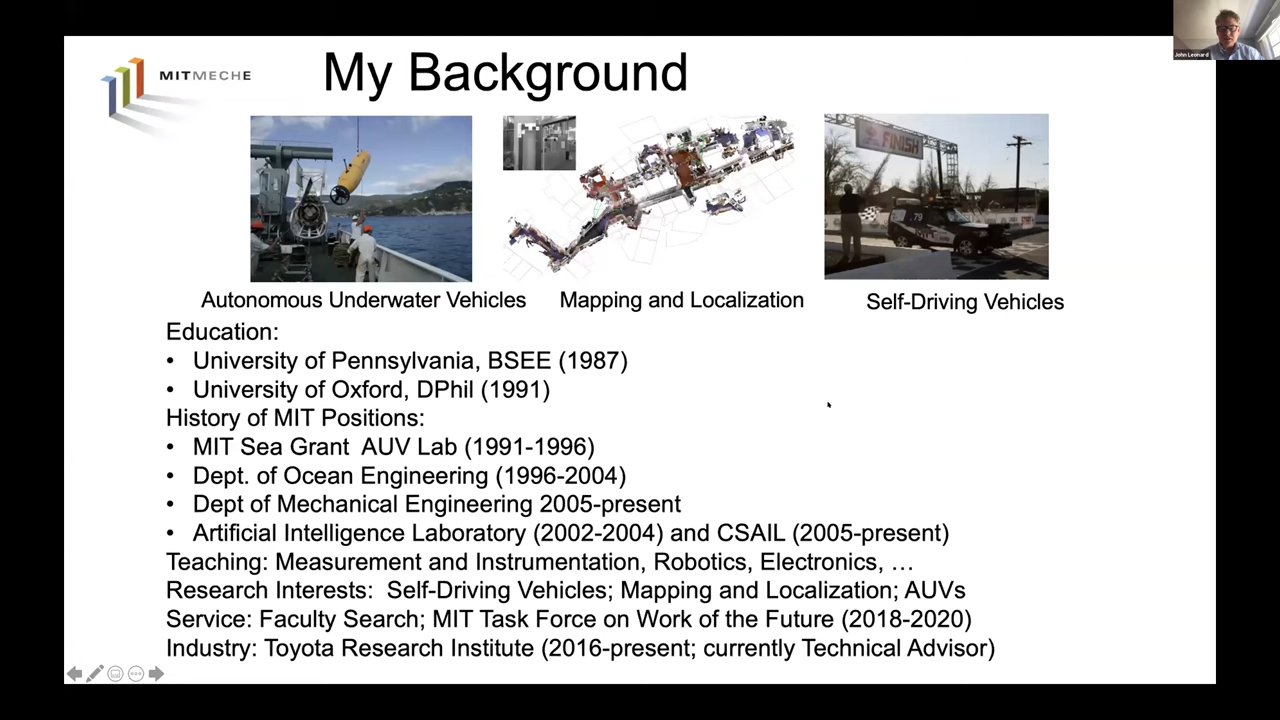 John Leonard
MITMECHE
My Background
FINISH
79
Autonomous Underwater Vehicles
Mapping and Localization
Self-Driving Vehicles
Education:
• University of Pennsylvania, BSEE (1987)
• University of Oxford, DPhil (1991)
History of MIT Positions:
• MIT Sea Grant AUV Lab (1991-1996)
• Dept. of Ocean Engineering (1996-2004)
• Dept of Mechanical Engineering 2005-present
• Artificial Intelligence Laboratory (2002-2004) and CSAIL (2005-present)
Teaching: Measurement and Instrumentation, Robotics, Electronics, …
Research Interests: Self-Driving Vehicles; Mapping and Localization; AUVs
Service: Faculty Search; MIT Task Force on Work of the Future (2018-2020)
Industry: Toyota Research Institute (2016-present; currently Technical Advisor)